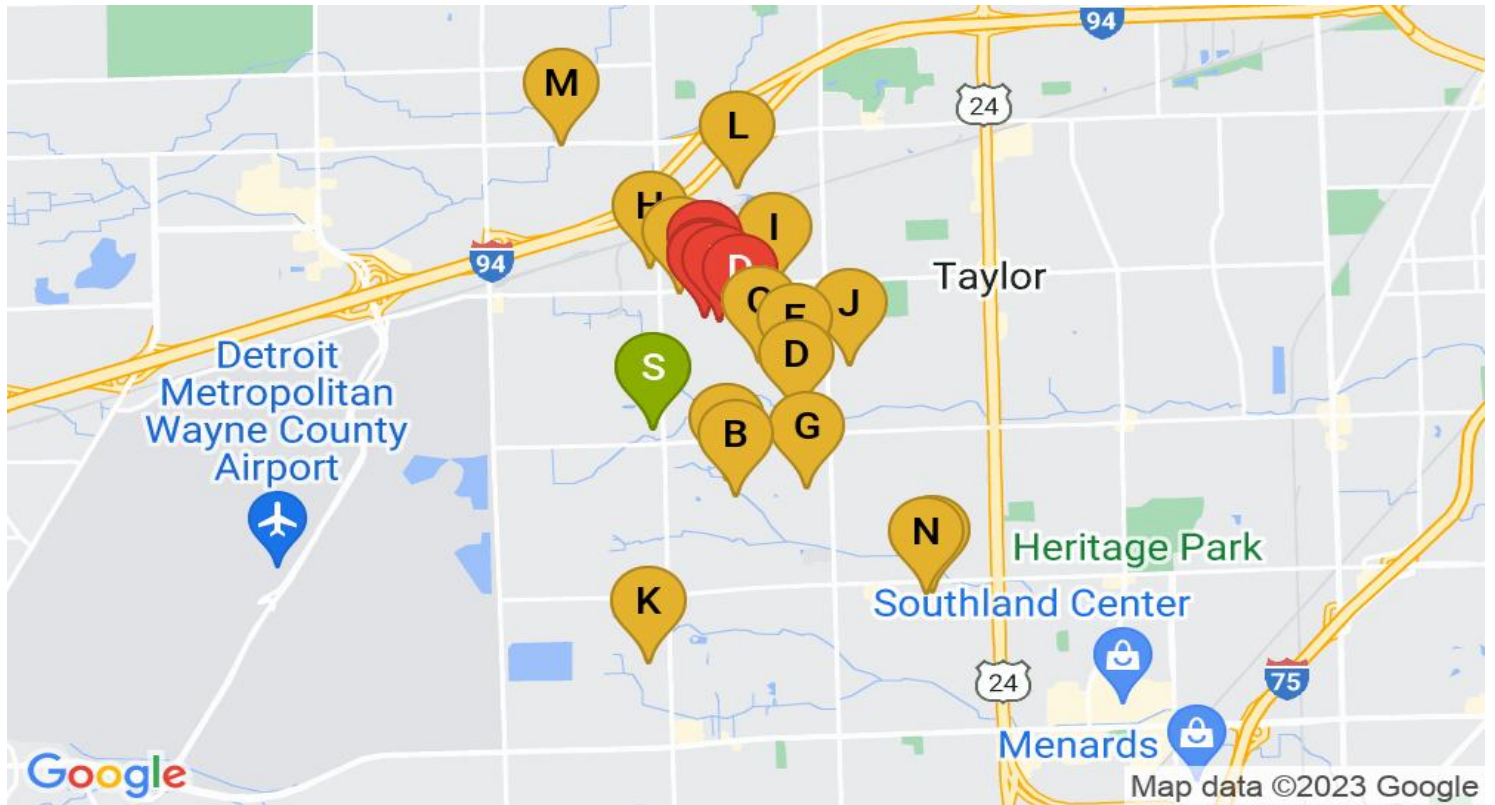 94
M
24
L
H
I
94
Taylor
D
J
E
D
S
Detroit
Metropolitan
Wayne County
Airport
B
G
N
Heritage Park
K
Southland Center
24
75
Menards
Google
Map data ©2023 Google